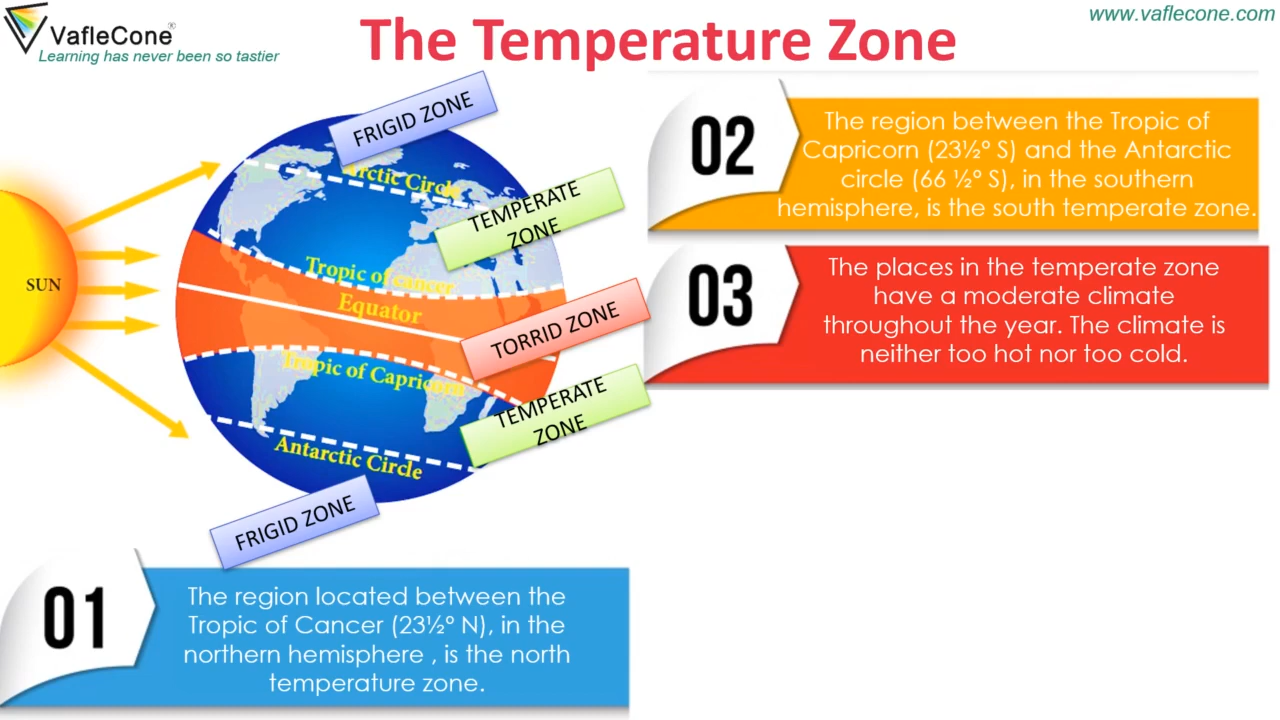 VafleCone®
Learning has never been so tastier
The Temperature Zone
www.vaflecone.com
FRIGID ZONE
Arctic Circle
TEMPERATE
ZONE
SUN
Tropic of cancer
Equator
TORRID ZONE
Tropic of Capricorn
TEMPERATE
ZONE
Antarctic Circle
FRIGID ZONE
02
The region between the Tropic of
Capricorn (23½° S) and the Antarctic
circle (66 ½° S), in the southern
hemisphere, is the south temperate zone.
03
The places in the temperate zone
have a moderate climate
throughout the year. The climate is
neither too hot nor too cold.
01
The region located between the
Tropic of Cancer (23½° N), in the
northern hemisphere , is the north
temperature zone.